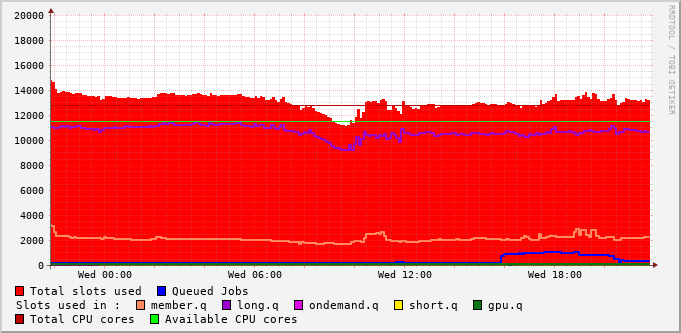 20000
18000
16000
14000
12000
10000
8000
6000
4000
2000
0
Wed 00:00 Wed 06:00 Wed 12:00 Wed 18:00
RRDTOOL / TOBI OETIKER
Total slots used Queued Jobs
Slots used in : member.q long.q ondemand.q short.q gpu.q
Total CPU cores Available CPU cores